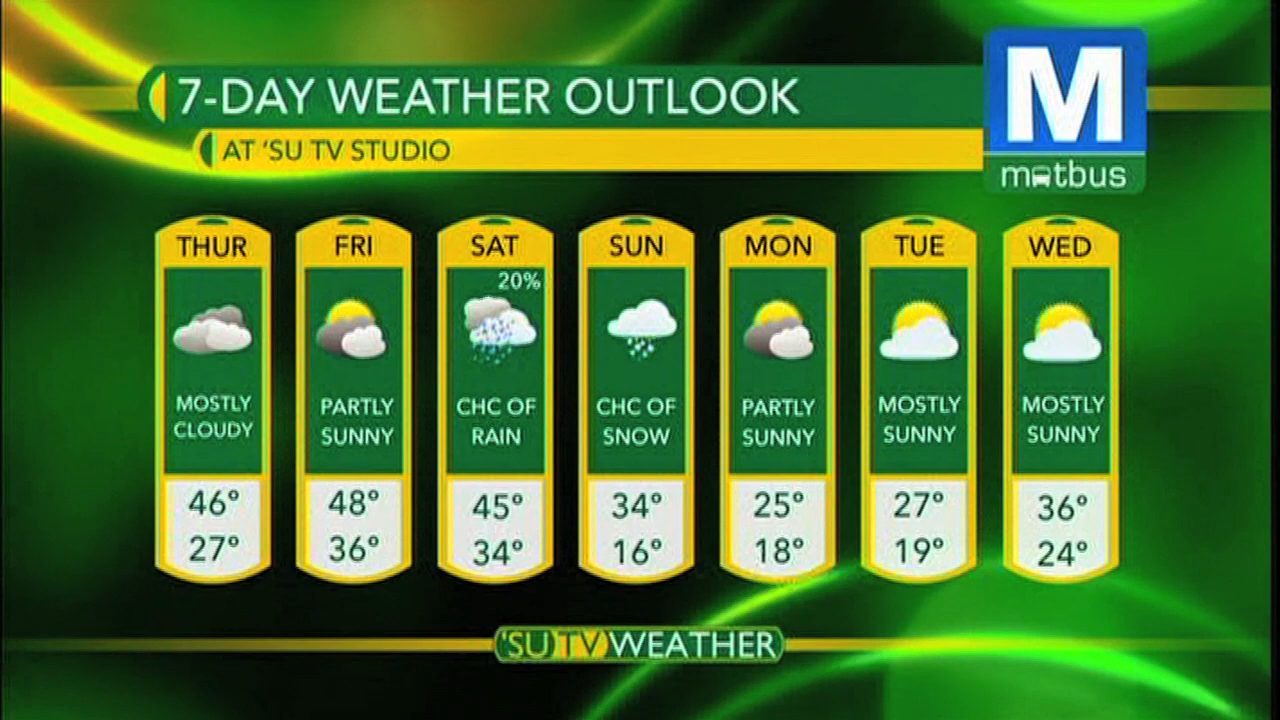 7-DAY WEATHER OUTLOOK
AT ‘SU TV STUDIO
M
matbus
THUR
MOSTLY
CLOUDY
46°
27°
FRI
PARTLY
SUNNY
48°
36°
SAT
20%
CHC OF
RAIN
45°
34°
SUN
CHC OF
SNOW
34°
16°
MON
PARTLY
SUNNY
25°
18°
TUE
MOSTLY
SUNNY
27°
19°
WED
MOSTLY
SUNNY
36°
24°
‘SU TV WEATHER